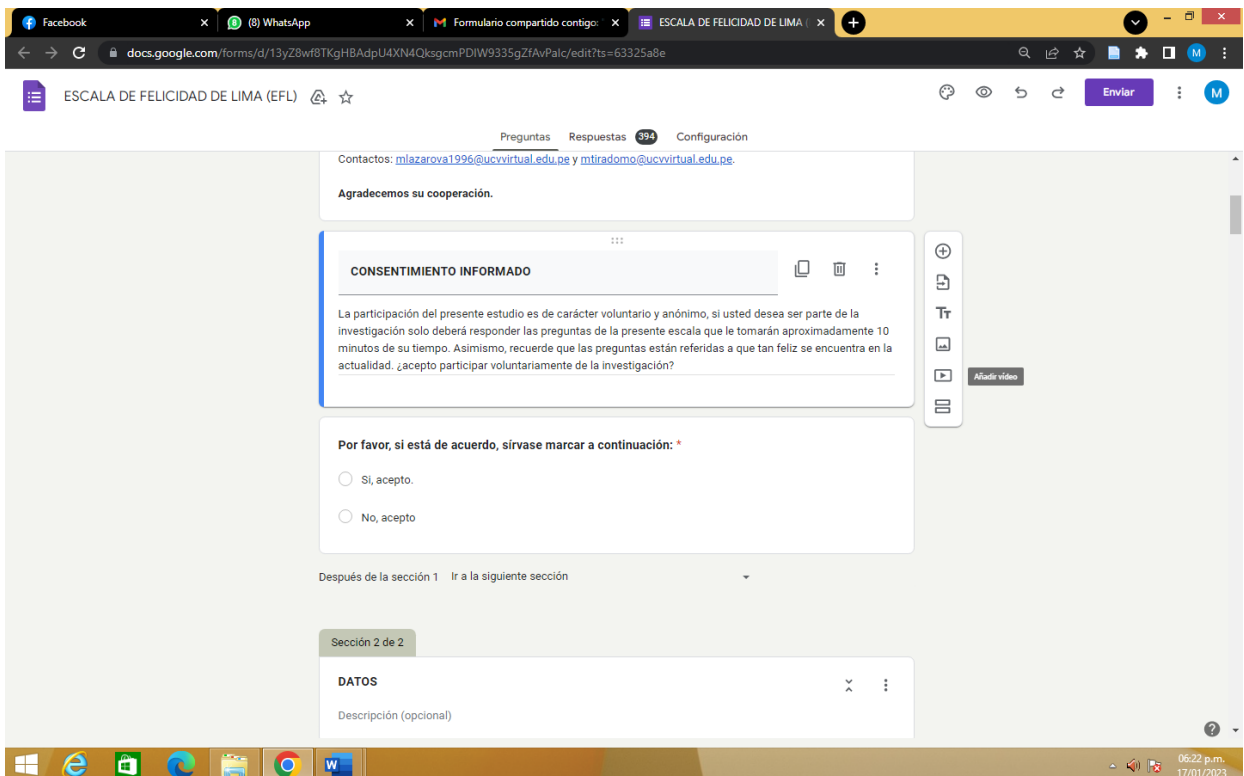 Facebook
(8) WhatsApp
Formulario compartido contigo:
ESCALA DE FELICIDAD DE LIMA (
docs.google.com/forms/d/13yZ8wf8TKgHBAdpU4XN4QksgcmPDIW9335gZfAvPalc/edit?ts=63325a8e
M
ESCALA DE FELICIDAD DE LIMA (EFL)
Enviar
M
Preguntas Respuestas 394 Configuración
Contactos: mlazarova1996@ucvvirtual.edu.pe y mtiradomo@ucvvirtual.edu.pe.
Agradecemos su cooperación.
CONSENTIMIENTO INFORMADO
La participación del presente estudio es de carácter voluntario y anónimo, si usted desea ser parte de la
investigación solo deberá responder las preguntas de la presente escala que le tomarán aproximadamente 10
minutos de su tiempo. Asimismo, recuerde que las preguntas están referidas a que tan feliz se encuentra en la
actualidad. ¿acepto participar voluntariamente de la investigación?
Tт
Añadir vídeo
Por favor, si está de acuerdo, sírvase marcar a continuación: *
Si, acepto.
No, acepto
Después de la sección 1 Ir a la siguiente sección
Sección 2 de 2
DATOS
Descripción (opcional)
06:22 p.m.
17/01/2023